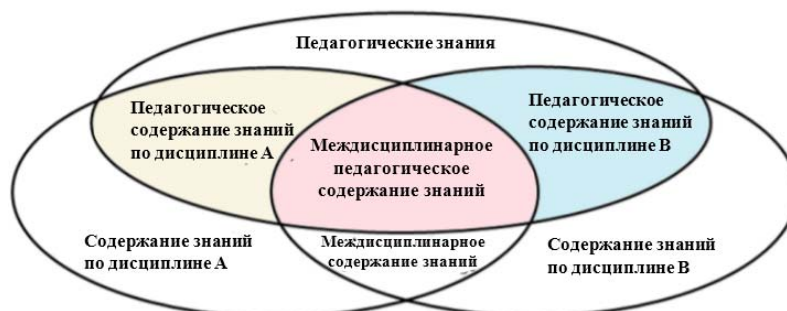 Педагогические знания
Педагогическое
содержание знаний
по дисциплине А
Педагогическое
содержание знаний
по дисциплине В
Междисциплинарное
педагогическое
содержание знаний
Содержание знаний
по дисциплине А
Междисциплинарное
содержание знаний
Содержание знаний
по дисциплине В